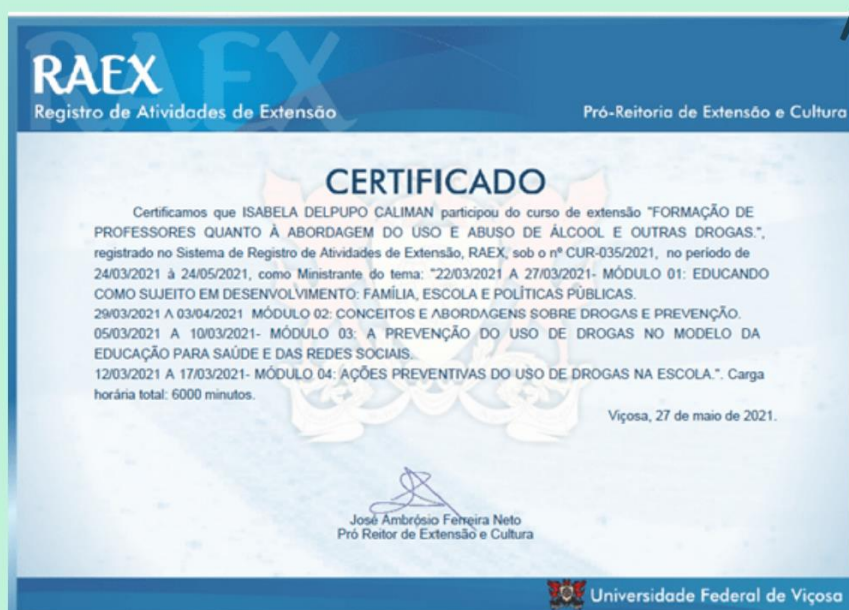 RAEX
Registro de Atividades de Extensão
Pró-Reitoria de Extensão e Cultura
CERTIFICADO
Certificamos que ISABELA DELPUPO CALIMAN participou do curso de extensão "FORMAÇÃO DE
PROFESSORES QUANTO À ABORDAGEM DO USO E ABUSO DE ÁLCOOL E OUTRAS DROGAS.",
registrado no Sistema de Registro de Atividades de Extensão, RAEX, sob o nº CUR-035/2021, no período de
24/03/2021 à 24/05/2021, como Ministrante do tema: "22/03/2021 A 27/03/2021- MÓDULO 01: EDUCANDO
COMO SUJEITO EM DESENVOLVIMENTO: FAMÍLIA, ESCOLA E POLÍTICAS PÚBLICAS.
29/03/2021 A 03/04/2021 MÓDULO 02: CONCEITOS E ABORDAGENS SOBRE DROGAS E PREVENÇÃO.
05/03/2021 A 10/03/2021- MÓDULO 03: A PREVENÇÃO DO USO DE DROGAS NO MODELO DA
EDUCAÇÃO PARA SAÚDE E DAS REDES SOCIAIS.
12/03/2021 A 17/03/2021- MÓDULO 04: AÇÕES PREVENTIVAS DO USO DE DROGAS NA ESCOLA.". Carga
horária total: 6000 minutos.
Viçosa, 27 de maio de 2021.
José Ambrósio Ferreira Neto
Pró Reitor de Extensão e Cultura
Universidade Federal de Viçosa